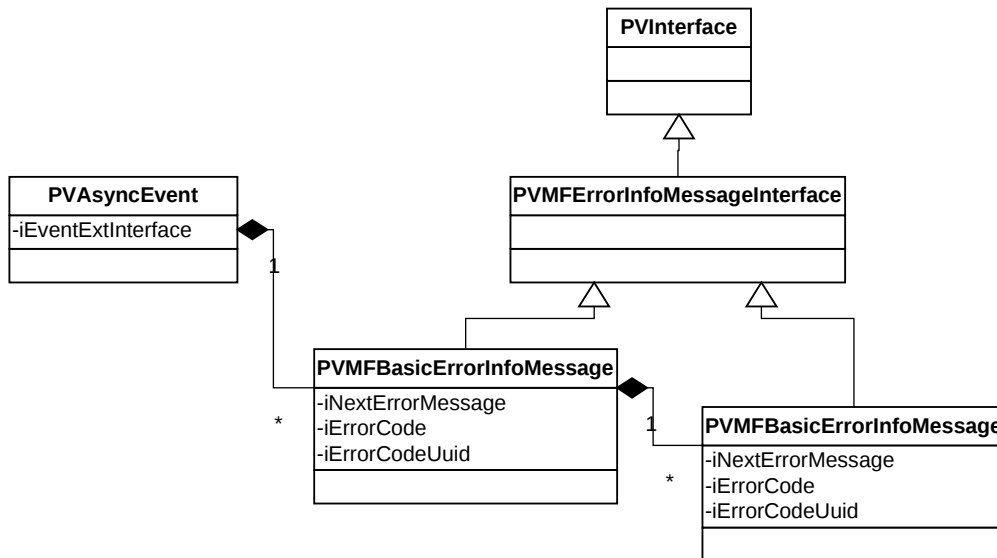 PVInterface
PVAsyncEvent
-iEventExtInterface
PVMFErrorInfoMessageInterface
1
*
PVMFBasicErrorInfoMessage
-iNextErrorMessage
-iErrorCode
-iErrorCodeUuid
1
*
PVMFBasicErrorInfoMessage
-iNextErrorMessage
-iErrorCode
-iErrorCodeUuid